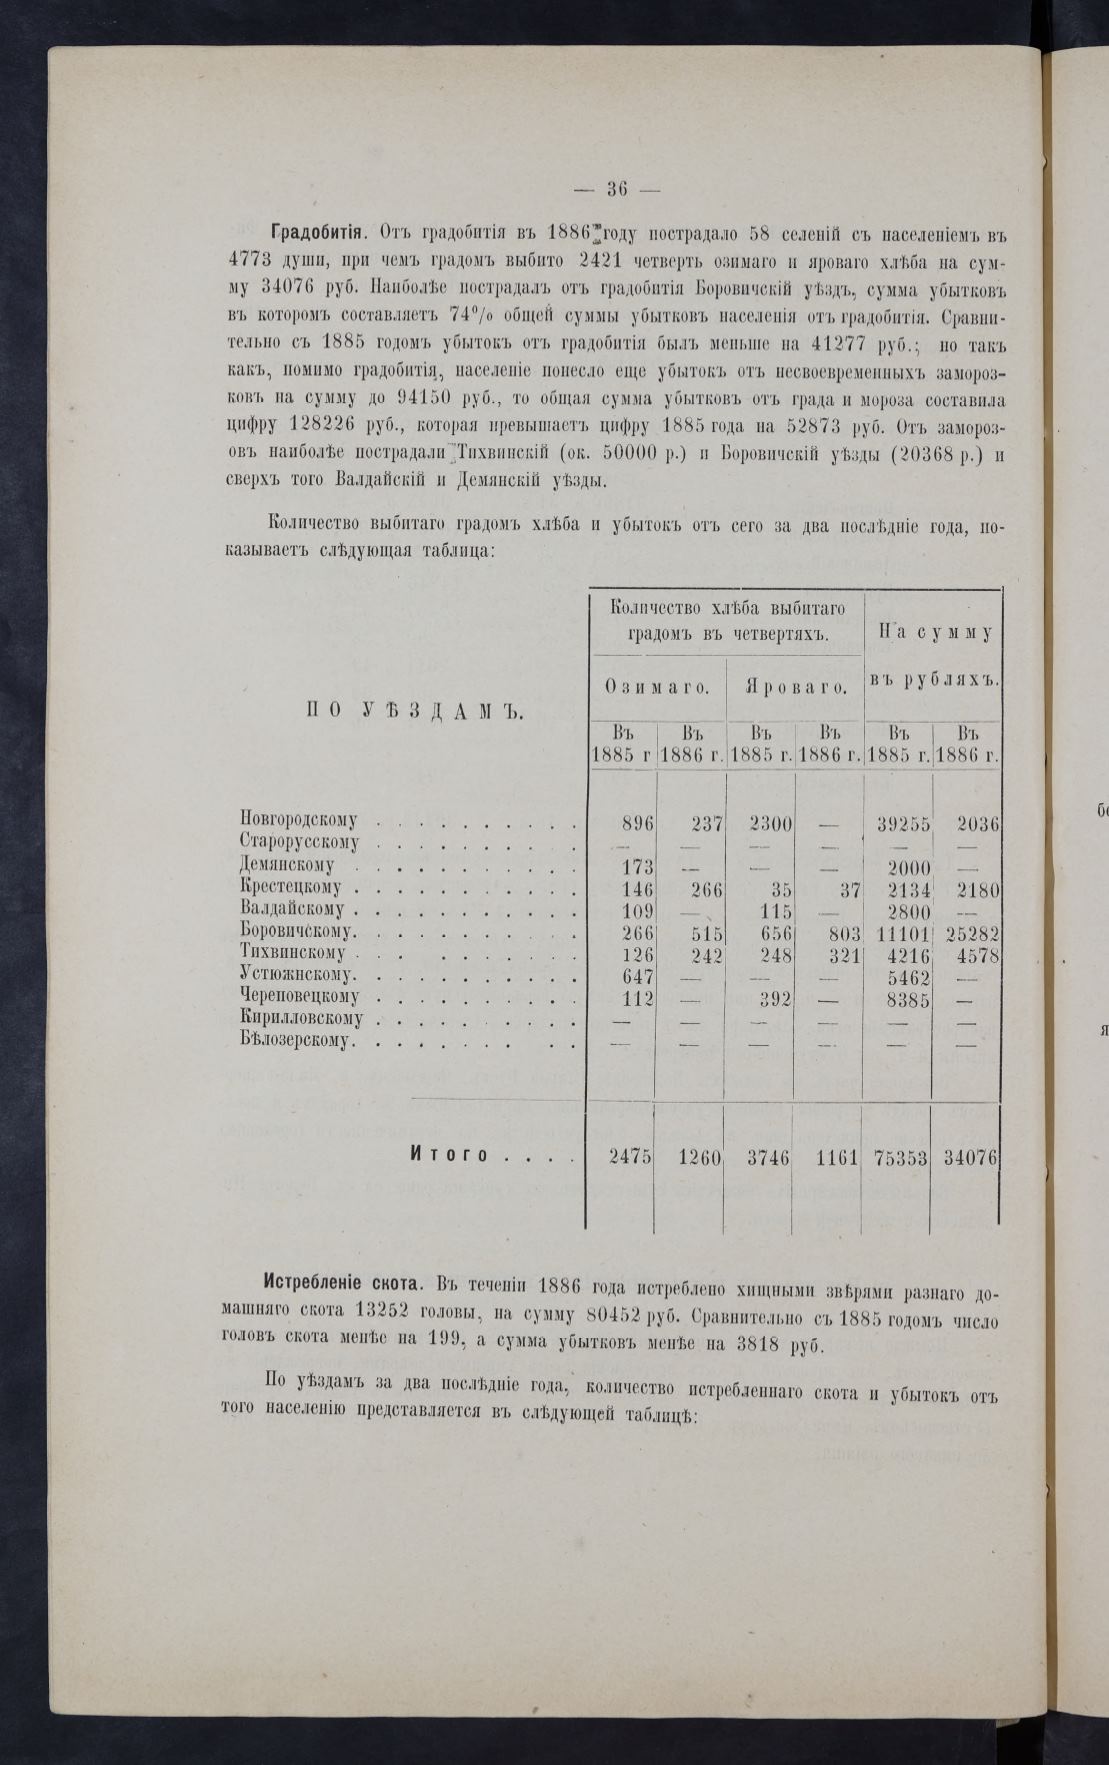 — 36 —
Градобитія. Отъ градобитія въ 1886 году пострадало 58 селеній съ населеніемъ въ
4773 души, при чемъ градомъ выбито 2421 четверть озимаго и яроваго хлѣба на сум-
му 34076 руб. Наиболѣе пострадалъ отъ градобитія Боровичскій уѣздъ, сумма убытковъ
въ которомъ составляетъ 74% общей суммы убытковъ населенія отъ градобитія. Сравни-
тельно съ 1885 годомъ убытокъ отъ градобитія былъ меньше на 41277 руб.; но такъ
какъ, помимо градобитія, населеніе понесло еще убытокъ отъ несвоевременныхъ замороз-
ковъ на сумму до 94150 руб., то общая сумма убытковъ отъ града и мороза составила
цифру 128226 руб., которая превышаетъ цифру 1885 года на 52873 руб. Отъ замороз-
овъ наиболѣе пострадали Тихвинскій (ок. 50000 р.) и Боровичскій уѣзды (20368 р.) и
сверхъ того Валдайскій и Демянскій уѣзды.
Количество выбитаго градомъ хлѣба и убытокъ отъ сего за два послѣдніе года, по-
казываетъ слѣдующая таблица:
Количество хлѣба выбитаго
градомъ въ четвертяхъ.
На сумму
въ рубляхъ.
Озимаго. Яроваго.
ПО УѢЗДАМЪ.
Въ Въ Въ Въ Въ Въ
1885 г 1886 г. 1885 г. 1886 г. 1885 г. 1886 г.
Новгородскому . . . . . . . . . . 896 237 2300 — 39255 2036
Старорусскому . . . . . . . . . . — — — — — —
Демянскому . . . . . . . . . . . 173 — — — 2000 —
Крестецкому . . . . . . . . . . . 146 266 35 37 2134 2180
Валдайскому . . . . . . . . . . . 109 — 115 — 2800 —
Боровичскому. . . . . . . . . . . 266 515 656 803 11101 25282
Тихвинскому . . . . . . . . . . 126 242 248 321 4216 4578
Устюжнскому. . . . . . . . . . . 647 — — — 5462 —
Череповецкому . . . . . . . . . . 112 — 392 — 8385 —
Кирилловскому . . . . . . . . . . — — — — — —
Бѣлозерскому. . . . . . . . . . — — — — — —
Итого . . . . 2475 1260 3746 1161 75353 34076
Истребленіе скота. Въ теченіи 1886 года истреблено хищными звѣрями разнаго до-
машняго скота 13252 головы, на сумму 80452 руб. Сравнительно съ 1885 годомъ число
головъ скота менѣе на 199, а сумма убытковъ менѣе на 3818 руб.
По уѣздамъ за два послѣдніе года, количество истребленнаго скота и убытокъ отъ
того населенію представляется въ слѣдующей таблицѣ: